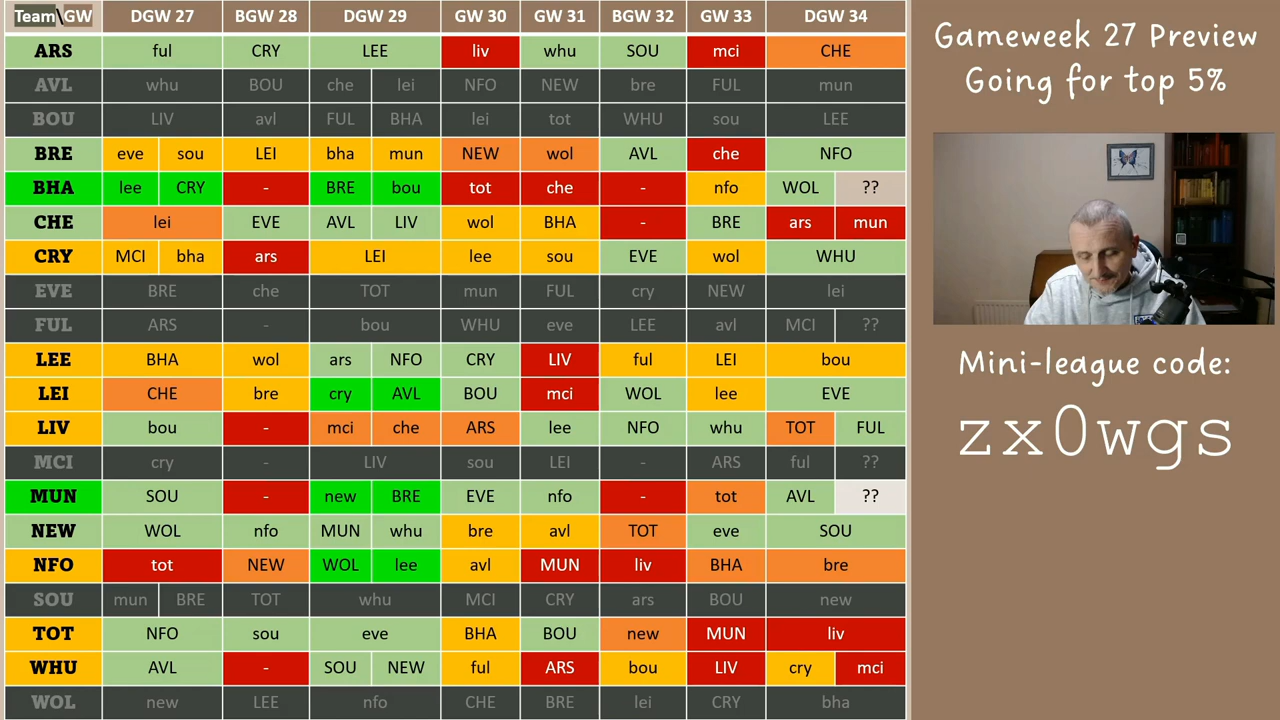 Team\GW DGW 27 BGW 28 DGW 29 GW 30 GW 31 BGW 32 GW 33 DGW 34
ARS ful CRY LEE liv whu SOU mci CHE
AVL whu BOU che lei NFO NEW bre FUL mun
BOU LIV avl FUL BHA lei tot WHU sou LEE
BRE eve sou LEI bha mun NEW wol AVL che NFO
BHA lee CRY - BRE bou tot che - nfo WOL ??
CHE lei EVE AVL LIV wol BHA - BRE ars mun
CRY MCI bha ars LEI lee sou EVE wol WHU
EVE BRE che TOT mun FUL cry NEW lei
FUL ARS - bou WHU eve LEE avl MCI ??
LEE BHA wol ars NFO CRY LIV ful LEI bou
LEI CHE bre cry AVL BOU mci WOL lee EVE
LIV bou - mci che ARS lee NFO whu TOT FUL
MCI cry - LIV sou LEI - ARS ful ??
MUN SOU - new BRE EVE nfo - tot AVL ??
NEW WOL nfo MUN whu bre avl TOT eve SOU
NFO tot NEW WOL lee avl MUN liv BHA bre
SOU mun BRE TOT whu MCI CRY ars BOU new
TOT NFO sou eve BHA BOU new MUN liv
WHU AVL - SOU NEW ful ARS bou LIV cry mci
WOL new LEE nfo CHE BRE lei CRY bha
Gameweek 27 Preview
Going for top 5%
Mini-league code:
zx0wgs